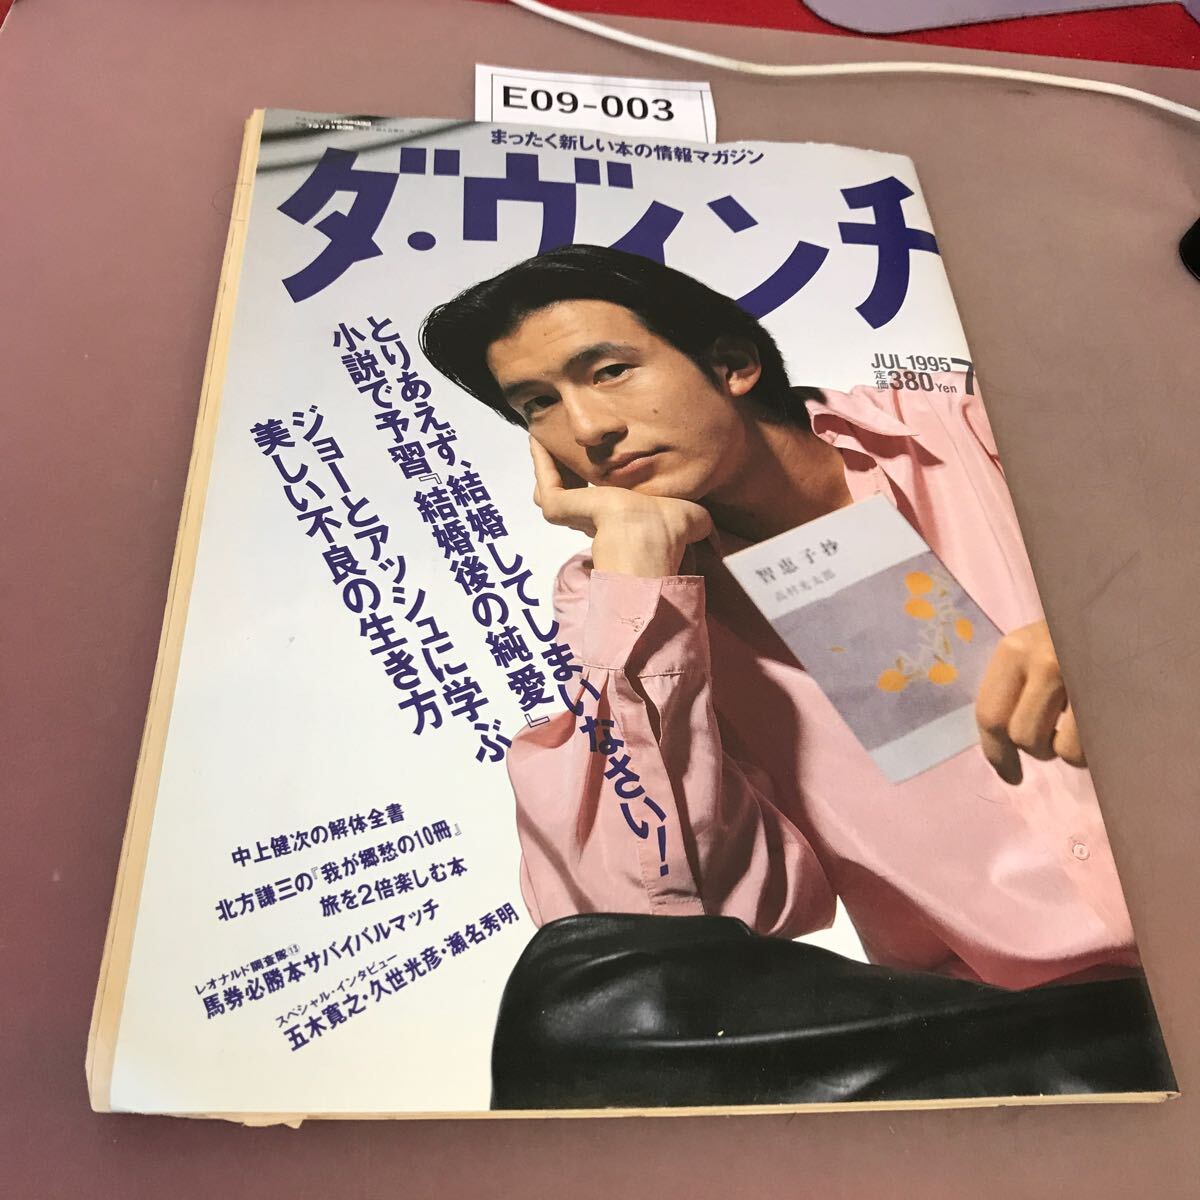 E09-003
まったく新しい本の情報マガジン
ダ・ヴィンチ
JUL 1995 7
定価380Yen
とりあえず、結婚してしまいなさい!
小説で予習『結婚後の純愛』
ジョーとアッシュに学ぶ
美しい不良の生き方
智恵子抄
高村光太郎
中上健次の解体全書
北方謙三の『我が郷愁の10冊』
旅を2倍楽しむ本
レオナルド調査隊⑬
馬券必勝本サバイバルマッチ
スペシャル・インタビュー
五木寛之・久世光彦・瀬名秀明